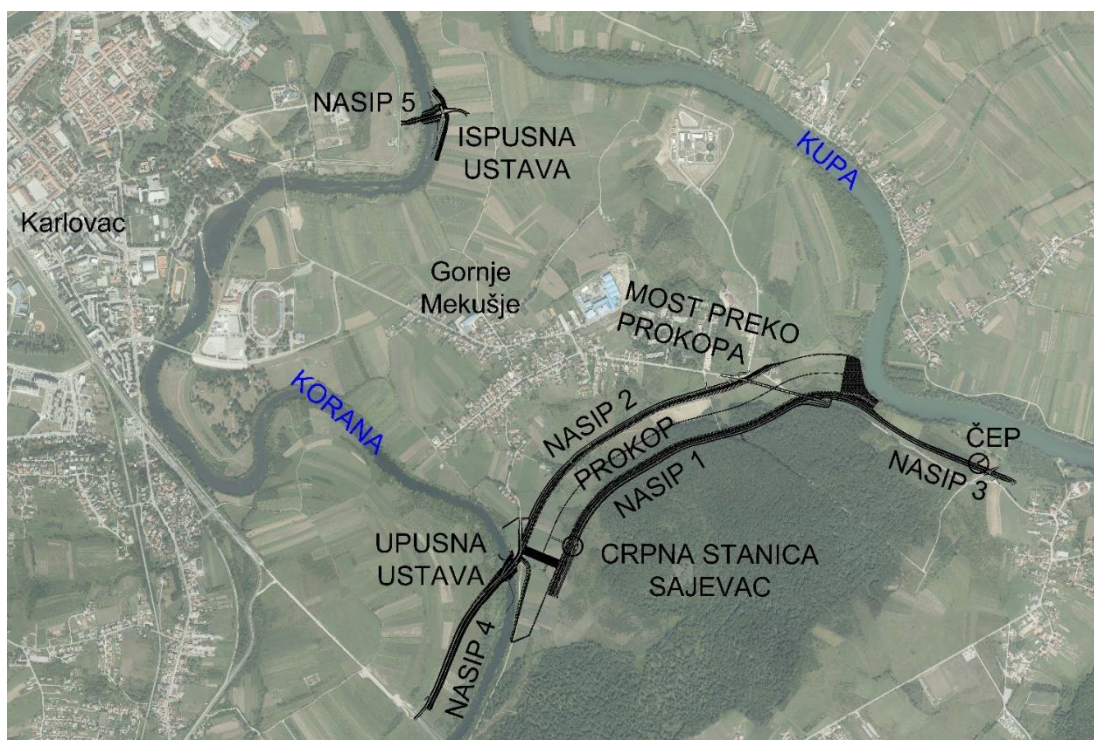 NASIP 5
ISPUSNA
USTAVA
KUPA
Karlovac
Gornje
Mekušje
MOST PREKO
PROKOPA
KORANA
NASIP 2
PROKOP
NASIP 1
ČEP
NASIP 3
UPUSNA
USTAVA
CRPNA STANICA
SAJEVAC
NASIP 4